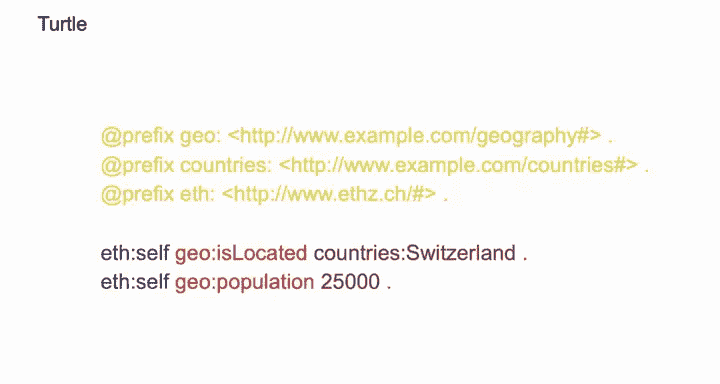 Turtle
@prefix geo: <http://www.example.com/geography#> .
@prefix countries: <http://www.example.com/countries#> .
@prefix eth: <http://www.ethz.ch/#> .
eth:self geo:isLocated countries:Switzerland .
eth:self geo:population 25000 .